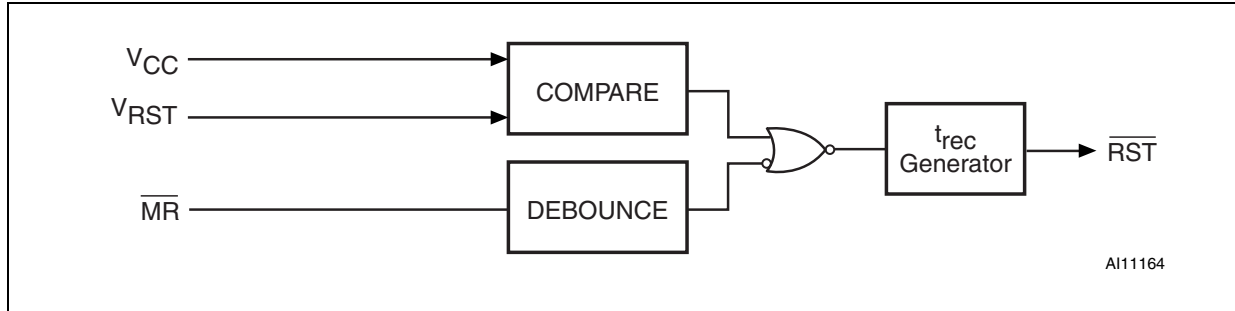 VCC
VRST
COMPARE
MR
DEBOUNCE
trec
Generator
RST
AI11164